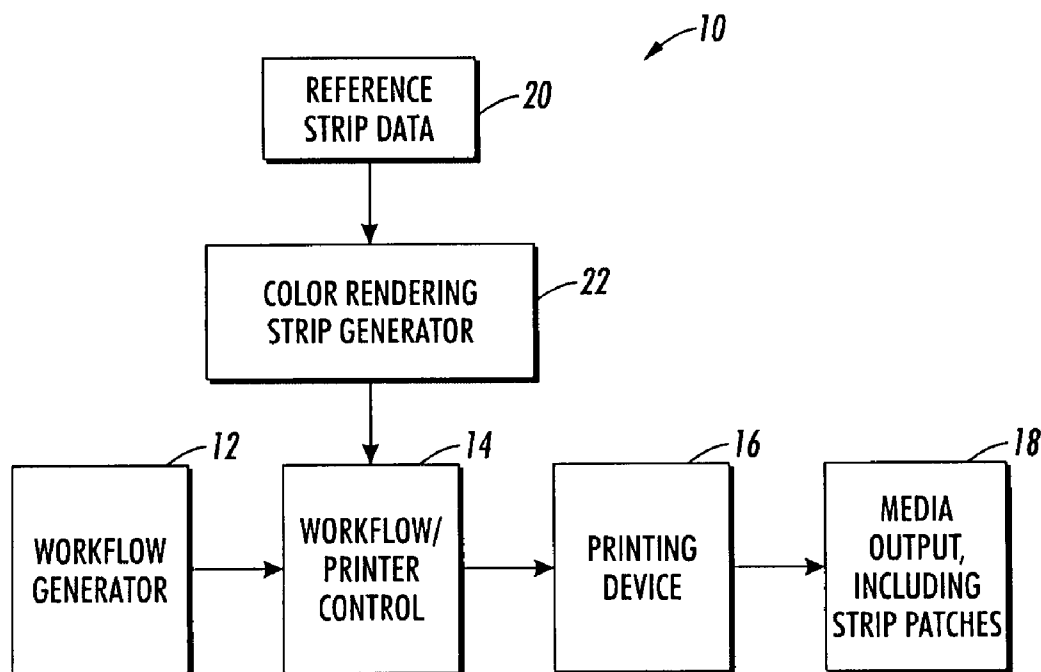 10
REFERENCE
STRIP DATA
20
COLOR RENDERING
STRIP GENERATOR
22
12
WORKFLOW
GENERATOR
14
WORKFLOW/
PRINTER
CONTROL
16
PRINTING
DEVICE
18
MEDIA
OUTPUT,
INCLUDING
STRIP PATCHES